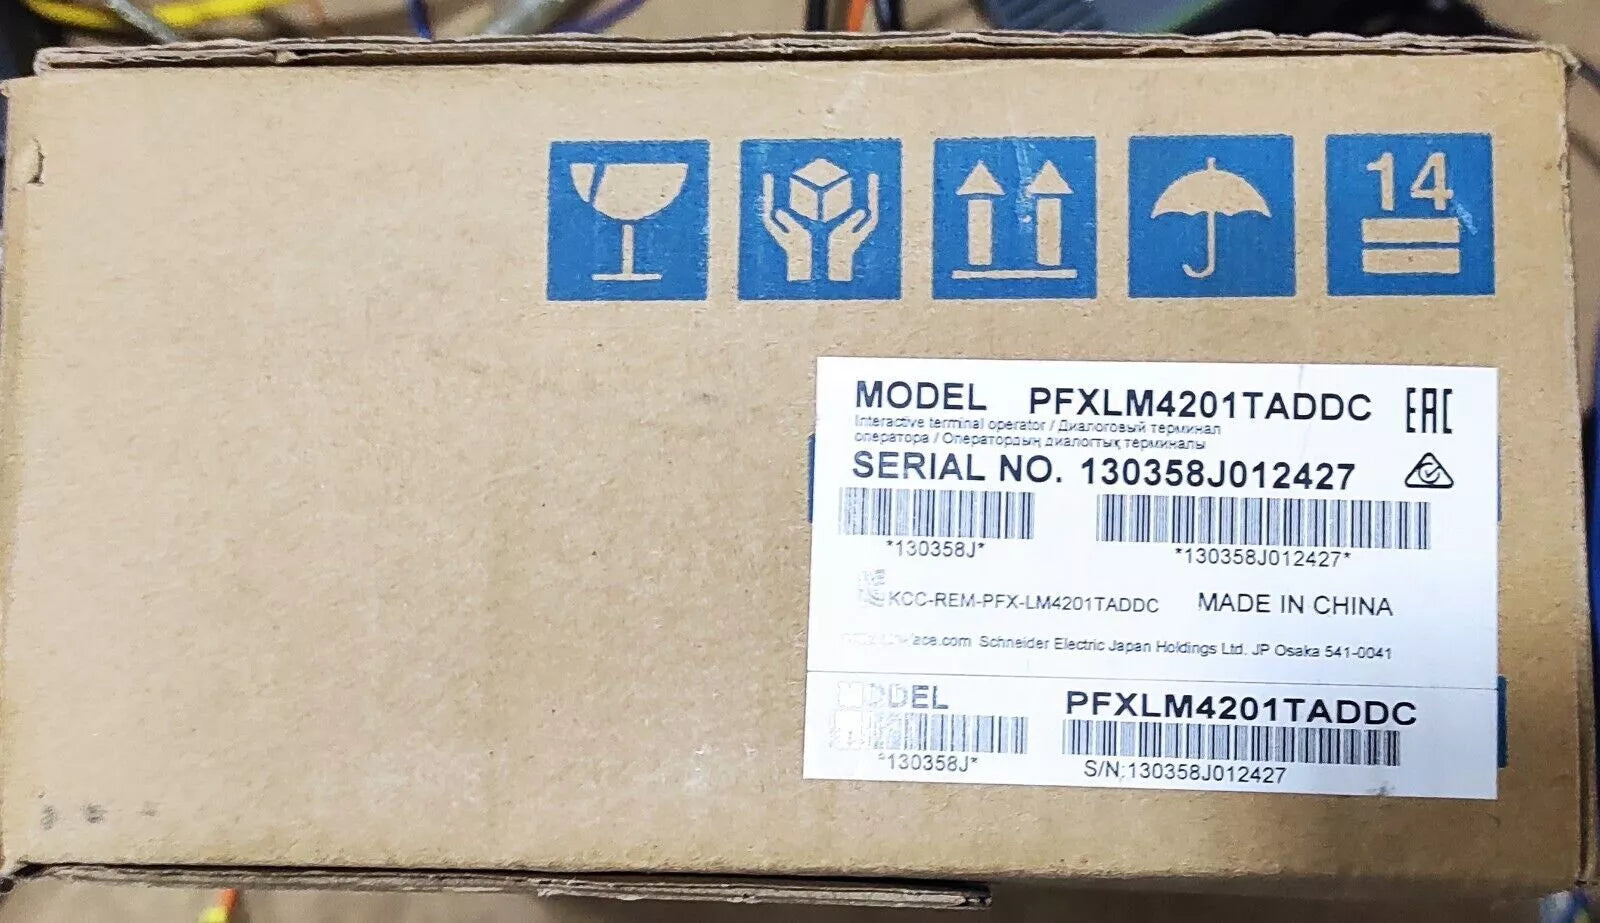 14
MODEL PFXLM4201TADDC EAC
Interactive terminal operator / Диалоговый терминал
оператора / Оператордың диалогтық терминалы
SERIAL NO. 130358J012427
*130358J* *130358J012427*
KCC-REM-PFX-LM4201TADDC MADE IN CHINA
Schneider Electric Japan Holdings Ltd. JP Osaka 541-0041
MODEL PFXLM4201TADDC
*130358J* S/N;130358J012427